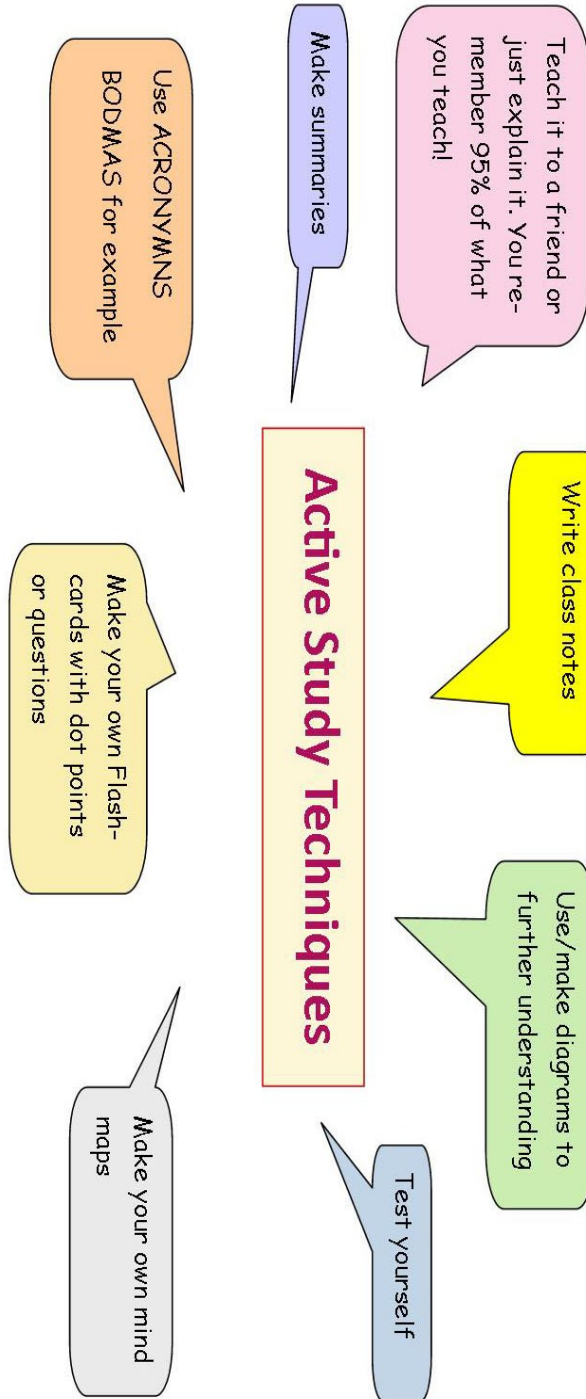 Teach it to a friend or
just explain it. You re-
member 95% of what
you teach!
Write class notes
Use/make diagrams to
further understanding
Make summaries
Active Study Techniques
Test yourself
Use ACRONYMNS
BODMAS for example
Make your own Flash-
cards with dot points
or questions
Make your own mind
maps